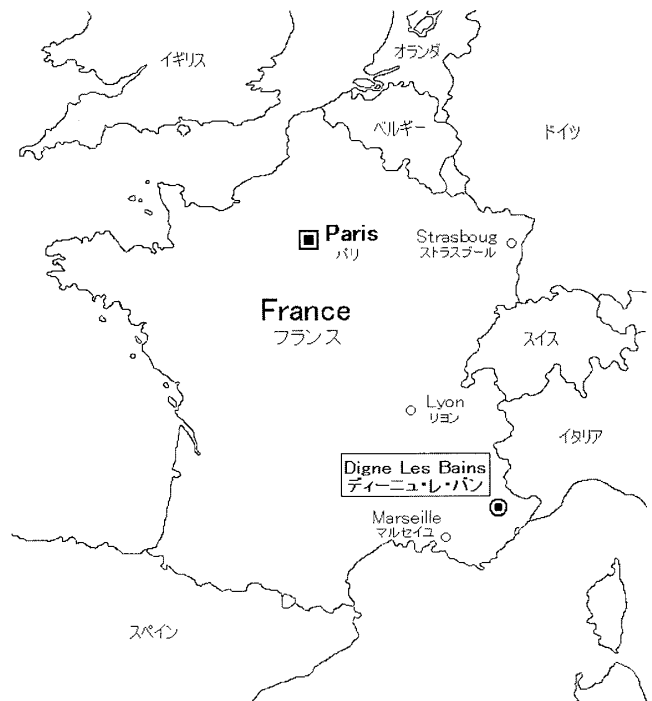 イギリス
オランダ
ベルギー
ドイツ
Paris
パリ
Strasboug
ストラスブール
France
フランス
スイス
Lyon
リヨン
イタリア
Digne Les Bains
ディーニュ・レ・バン
Marseille
マルセイユ
スペイン